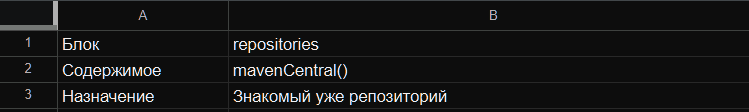 A B
1 Блок repositories
2 Содержимое mavenCentral()
3 Назначение Знакомый уже репозиторий